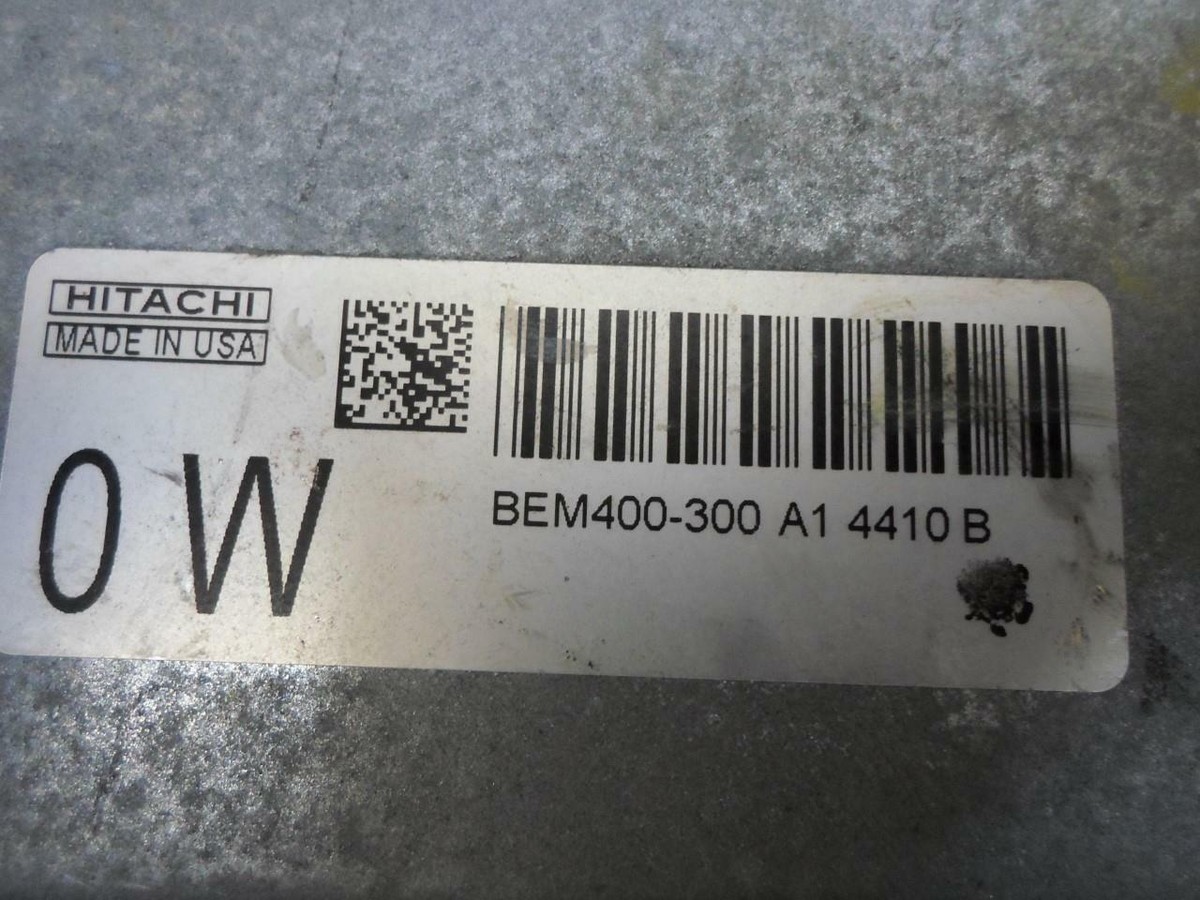 HITACHI
MADE IN USA
0 W
BEM400-300 A1 4410 B